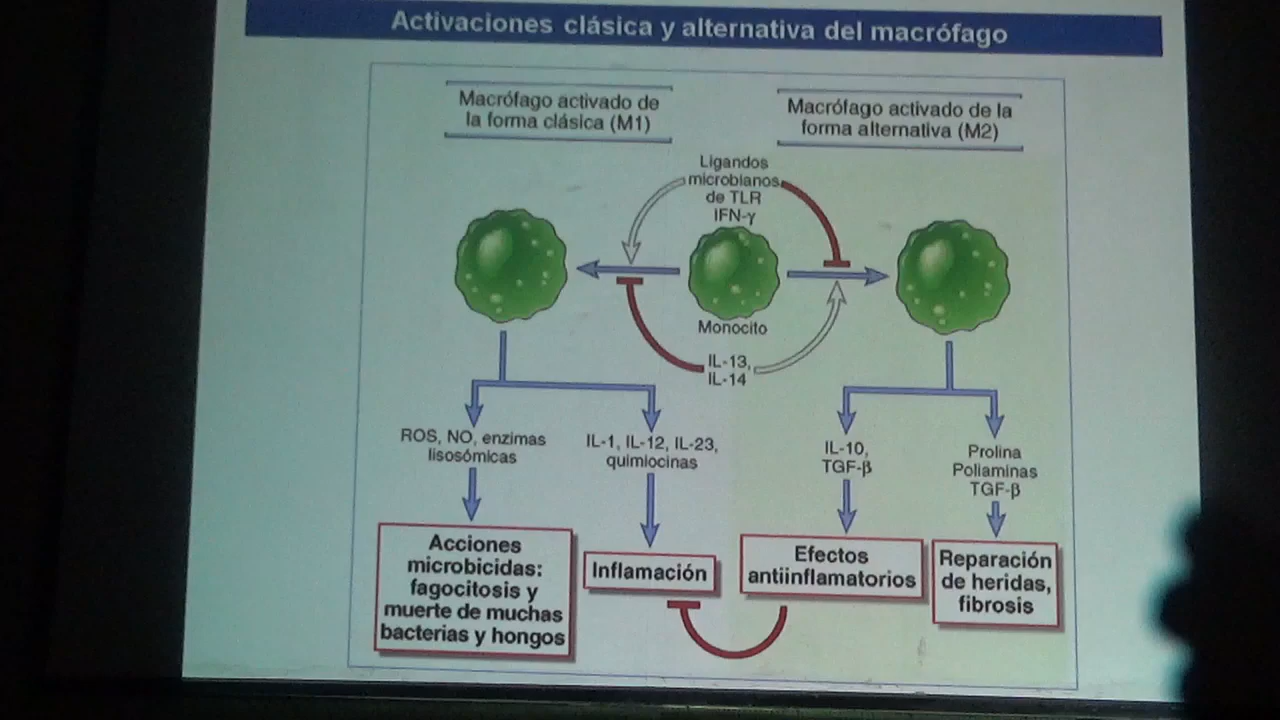 Activaciones clásica y alternativa del macrófago
Macrófago activado de
la forma clásica (M1)
Macrófago activado de la
forma alternativa (M2)
Ligandos
microbianos
de TLR
IFN-γ
Monocito
IL-13,
IL-14
ROS, NO, enzimas
lisosómicas
IL-1, IL-12, IL-23,
quimiocinas
IL-10,
TGF-β
Prolina
Poliaminas
TGF-β
Acciones
microbicidas:
fagocitosis y
muerte de muchas
bacterias y hongos
Inflamación
Efectos
antiinflamatorios
Reparación
de heridas,
fibrosis